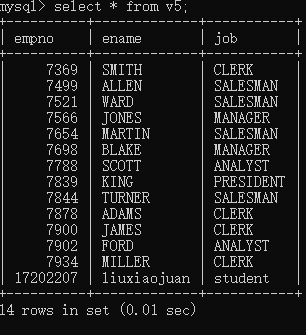 mysql> select * from v5;
+----------+-------------+-----------+
| empno | ename | job
+----------+-------------+-----------+
| 7369 | SMITH | CLERK
| 7499 | ALLEN | SALESMAN
| 7521 | WARD | SALESMAN
| 7566 | JONES | MANAGER
| 7654 | MARTIN | SALESMAN
| 7698 | BLAKE | MANAGER
| 7788 | SCOTT | ANALYST
| 7839 | KING | PRESIDENT
| 7844 | TURNER | SALESMAN
| 7878 | ADAMS | CLERK
| 7900 | JAMES | CLERK
| 7902 | FORD | ANALYST
| 7934 | MILLER | CLERK
| 17202207 | liuxiaojuan | student
+----------+-------------+-----------+
14 rows in set (0.01 sec)